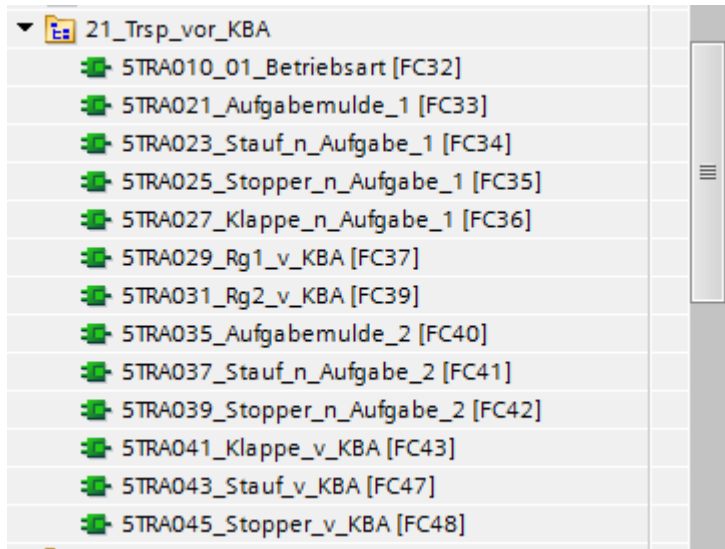 21_Trsp_vor_KBA
5TRA010_01_Betriebsart [FC32]
5TRA021_Aufgabemulde_1 [FC33]
5TRA023_Stauf_n_Aufgabe_1 [FC34]
5TRA025_Stopper_n_Aufgabe_1 [FC35]
5TRA027_Klappe_n_Aufgabe_1 [FC36]
5TRA029_Rg1_v_KBA [FC37]
5TRA031_Rg2_v_KBA [FC39]
5TRA035_Aufgabemulde_2 [FC40]
5TRA037_Stauf_n_Aufgabe_2 [FC41]
5TRA039_Stopper_n_Aufgabe_2 [FC42]
5TRA041_Klappe_v_KBA [FC43]
5TRA043_Stauf_v_KBA [FC47]
5TRA045_Stopper_v_KBA [FC48]